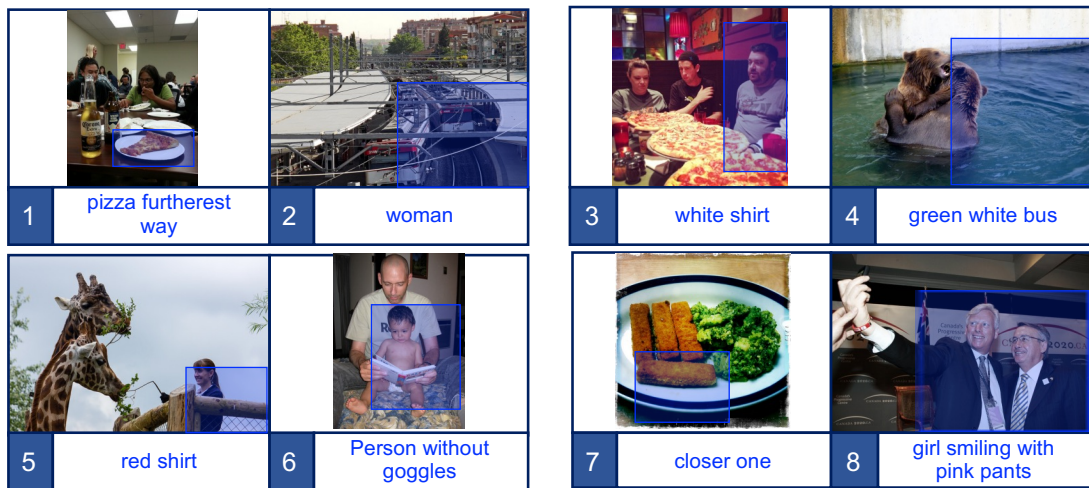 1
pizza furtherest
way
2
woman
3
white shirt
4
green white bus
5
red shirt
6
Person without
goggles
7
closer one
8
girl smiling with
pink pants